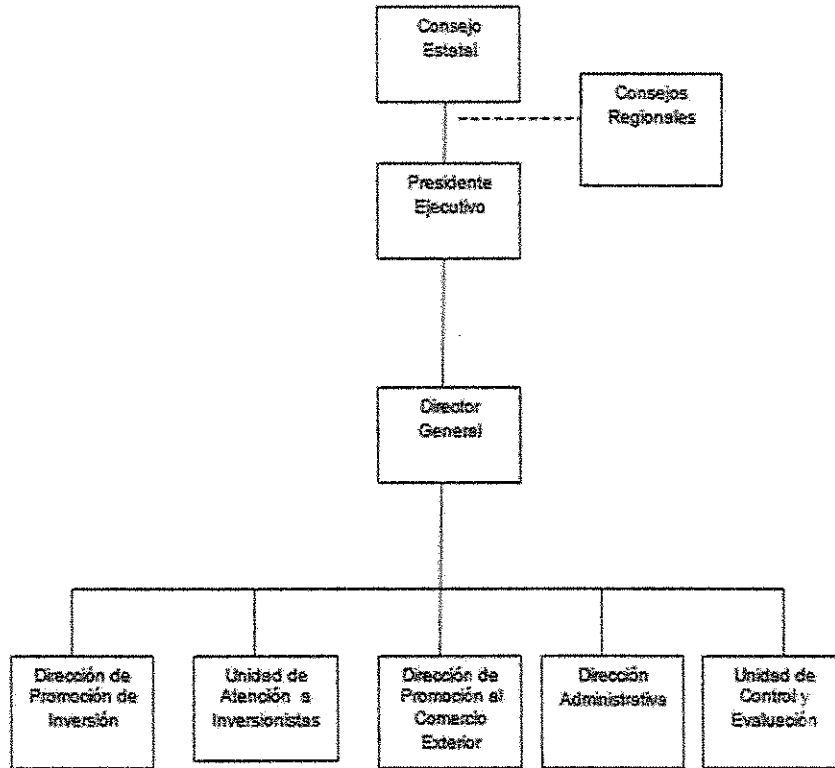 Consejo
Estatal
Consejos
Regionales
Presidente
Ejecutivo
Director
General
Dirección de
Promoción de
Inversión
Unidad de
Atención a
Inversionistas
Dirección de
Promoción al
Comercio
Exterior
Dirección
Administrativa
Unidad de
Control y
Evaluación